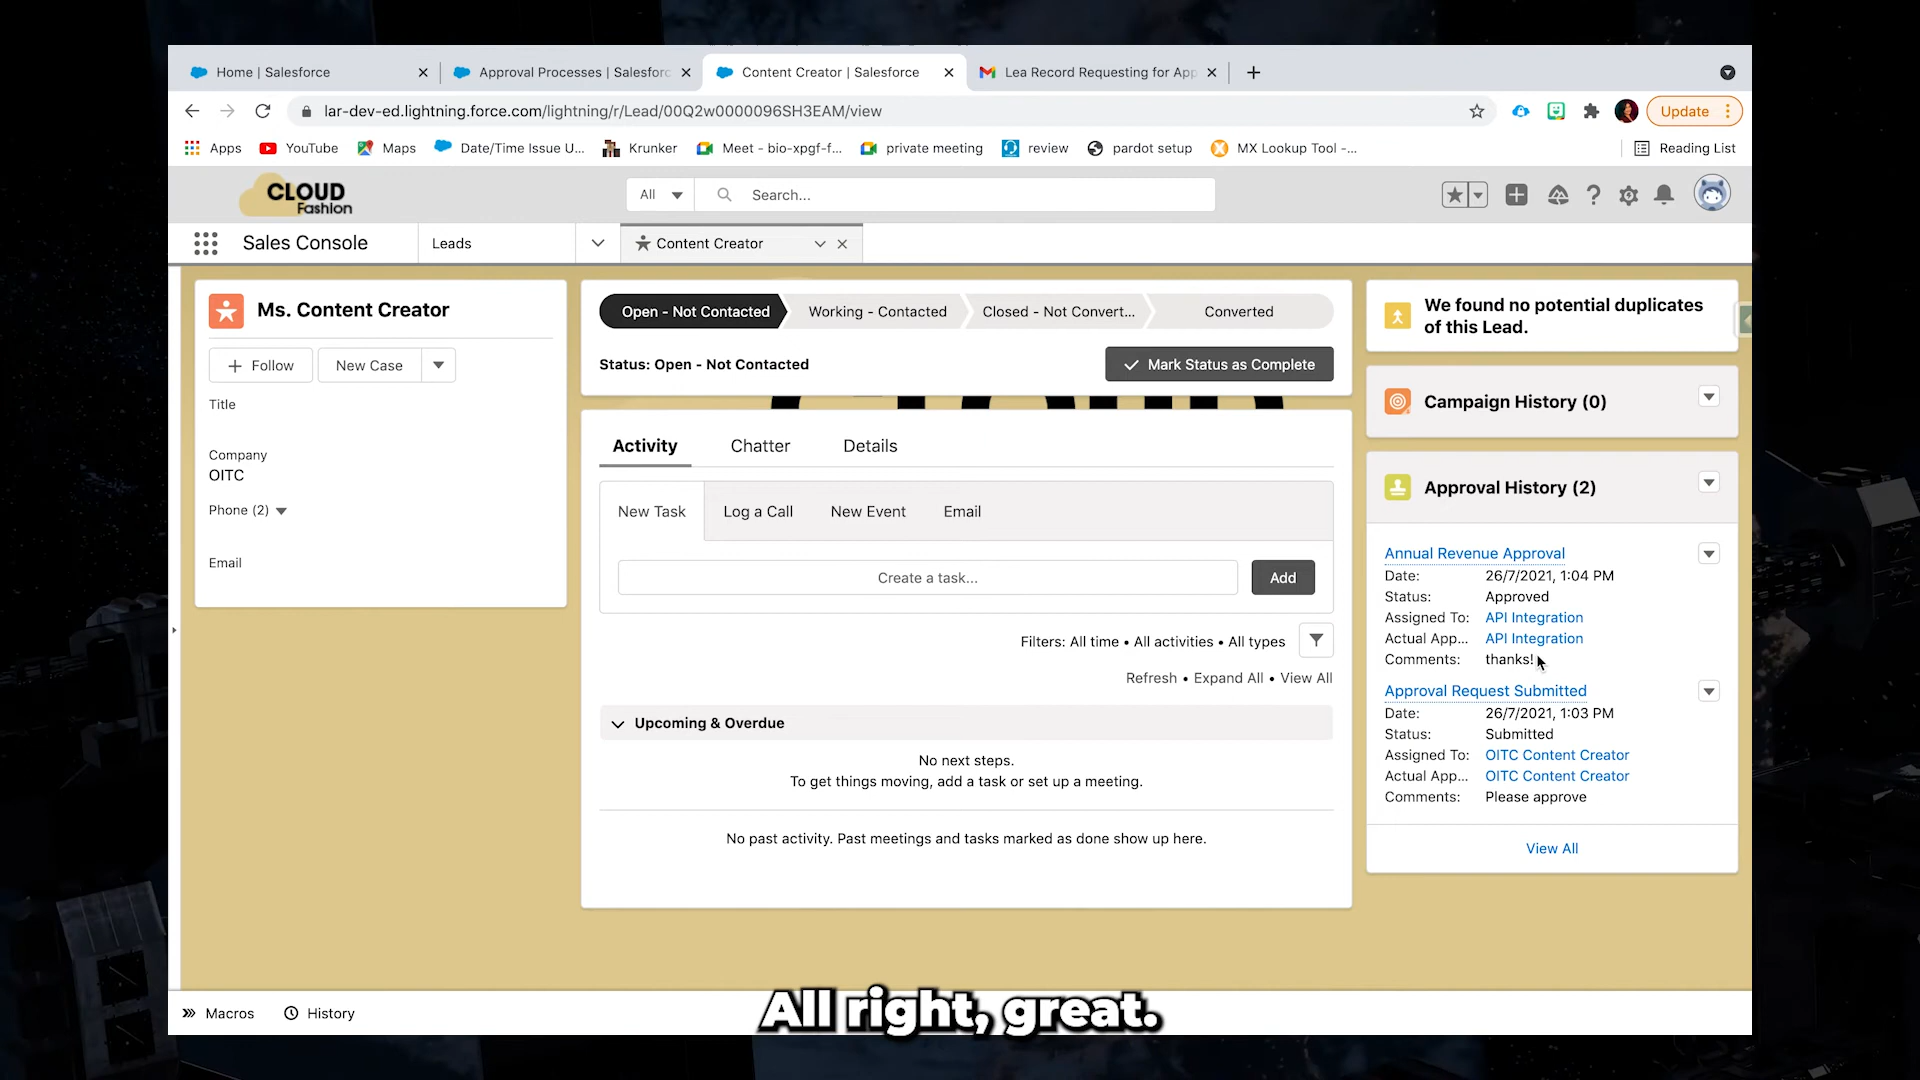 Home | Salesforce
Approval Processes | Salesforc
Content Creator | Salesforce
Lea Record Requesting for App
lar-dev-ed.lightning.force.com/lightning/r/Lead/00Q2w0000096SH3EAM/view
Update
Apps
YouTube
Maps
Date/Time Issue U...
Krunker
Meet - bio-xpgf-f...
private meeting
review
pardot setup
MX Lookup Tool -...
Reading List
CLOUD
Fashion
All
Search...
Sales Console
Leads
Content Creator
Ms. Content Creator
Follow
New Case
Title
Company
OITC
Phone (2)
Email
Open - Not Contacted
Working - Contacted
Closed - Not Convert...
Converted
Status: Open - Not Contacted
Mark Status as Complete
Activity
Chatter
Details
New Task
Log a Call
New Event
Email
Create a task...
Add
Filters: All time • All activities • All types
Refresh • Expand All • View All
Upcoming & Overdue
No next steps.
To get things moving, add a task or set up a meeting.
No past activity. Past meetings and tasks marked as done show up here.
We found no potential duplicates
of this Lead.
Campaign History (0)
Approval History (2)
Annual Revenue Approval
Date: 26/7/2021, 1:04 PM
Status: Approved
Assigned To: API Integration
Actual App... API Integration
Comments: thanks!
Approval Request Submitted
Date: 26/7/2021, 1:03 PM
Status: Submitted
Assigned To: OITC Content Creator
Actual App... OITC Content Creator
Comments: Please approve
View All
Macros
History
All right, great.